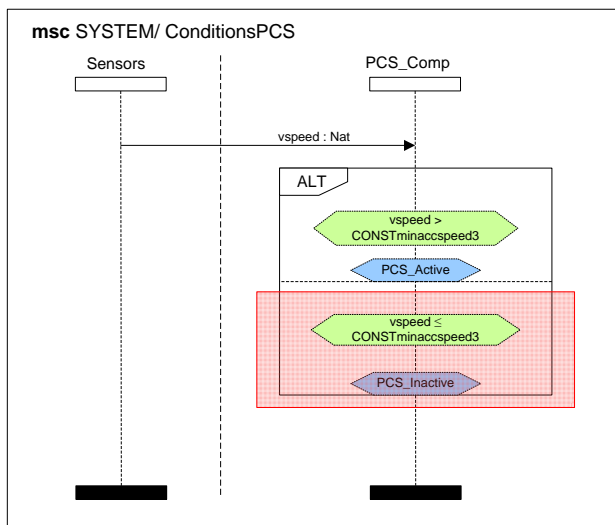 msc SYSTEM/ ConditionsPCS
Sensors
PCS_Comp
vspeed : Nat
ALT
vspeed >
CONSTminaccspeed3
PCS_Active
vspeed ≤
CONSTminaccspeed3
PCS_Inactive